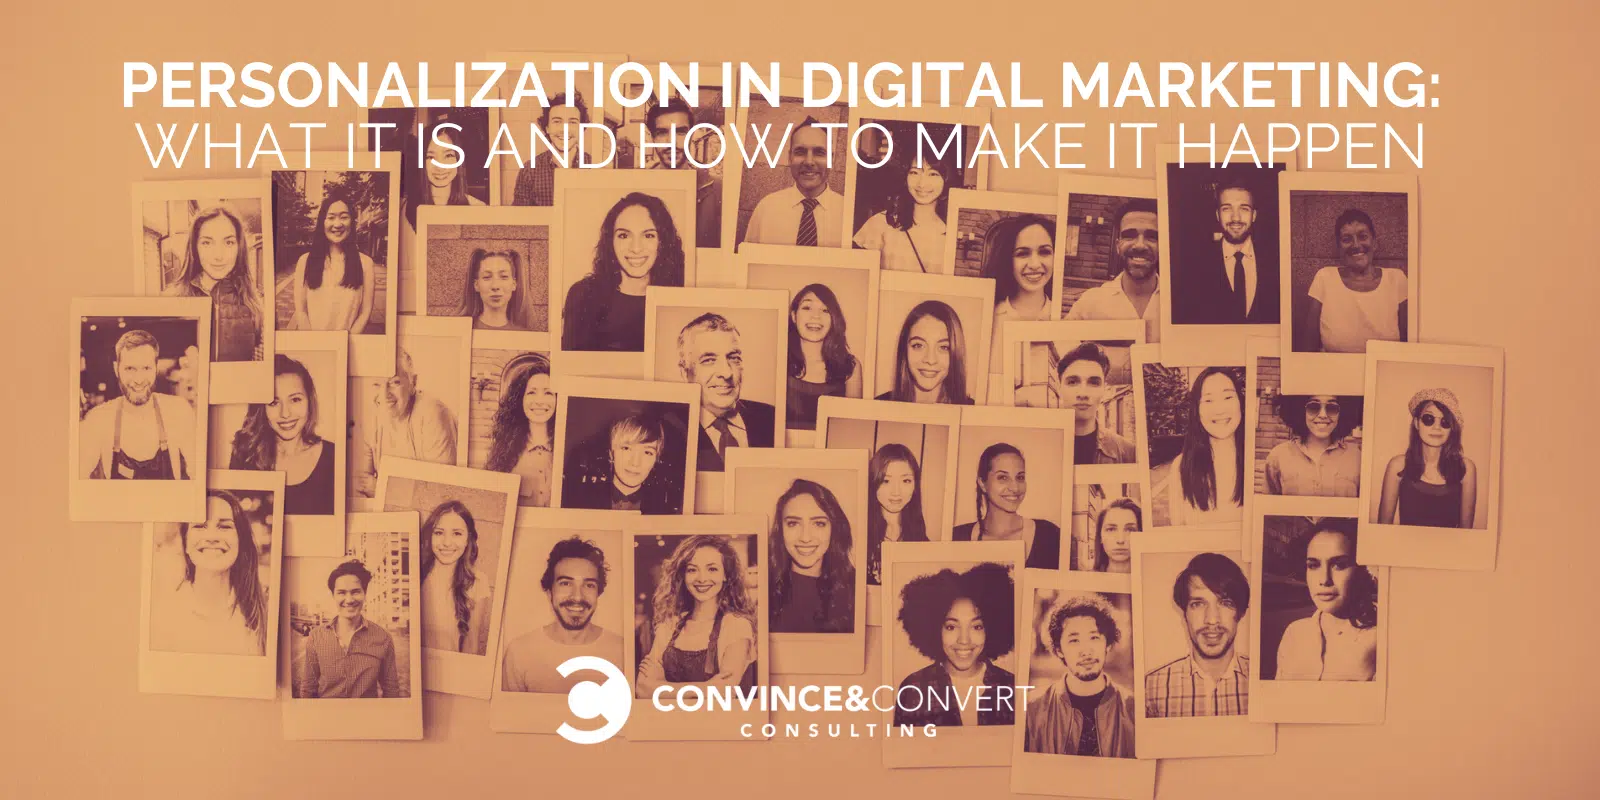 PERSONALIZATION IN DIGITAL MARKETING:
WHAT IT IS AND HOW TO MAKE IT HAPPEN
CONVINCE&CONVERT
CONSULTING